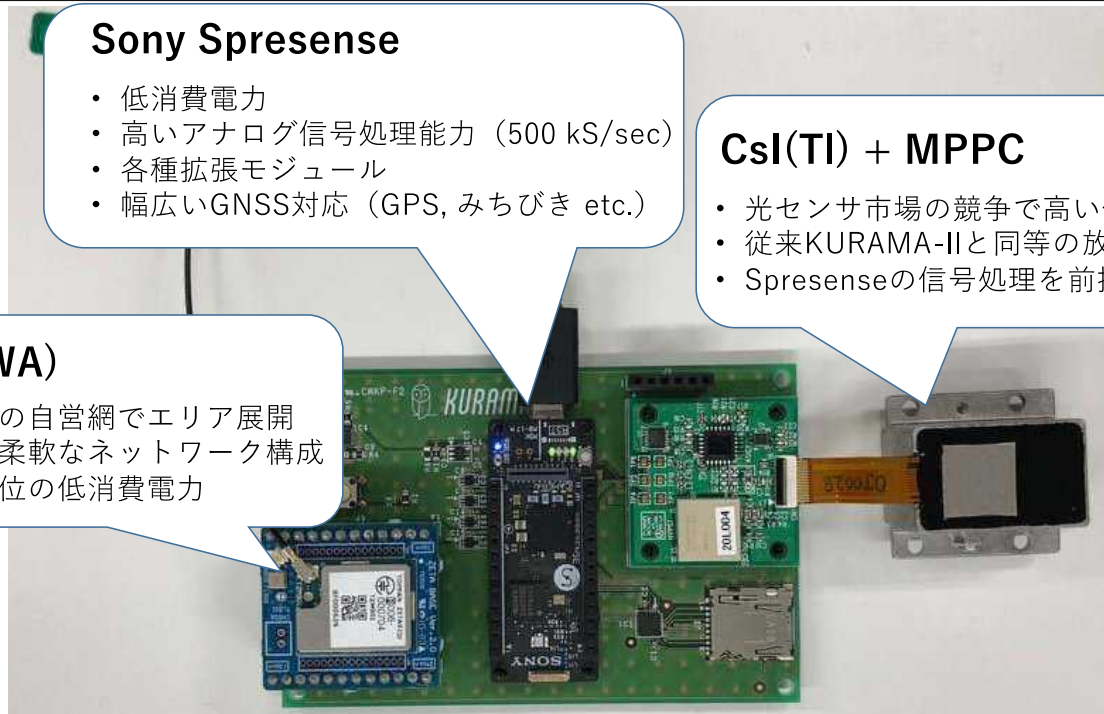 Sony Spresense
• 低消費電力
• 高いアナログ信号処理能力（500 kS/sec）
• 各種拡張モジュール
• 幅広いGNSS対応（GPS, みちびき etc.）
CsI(Tl) + MPPC
• 光センサ市場の競争で高い
• 従来KURAMA-IIと同等の放
• Spresenseの信号処理を前
WA)
の自営網でエリア展開
柔軟なネットワーク構成
位の低消費電力
KURAM
20L004
ZETA BASE Ver.2.0
SONY